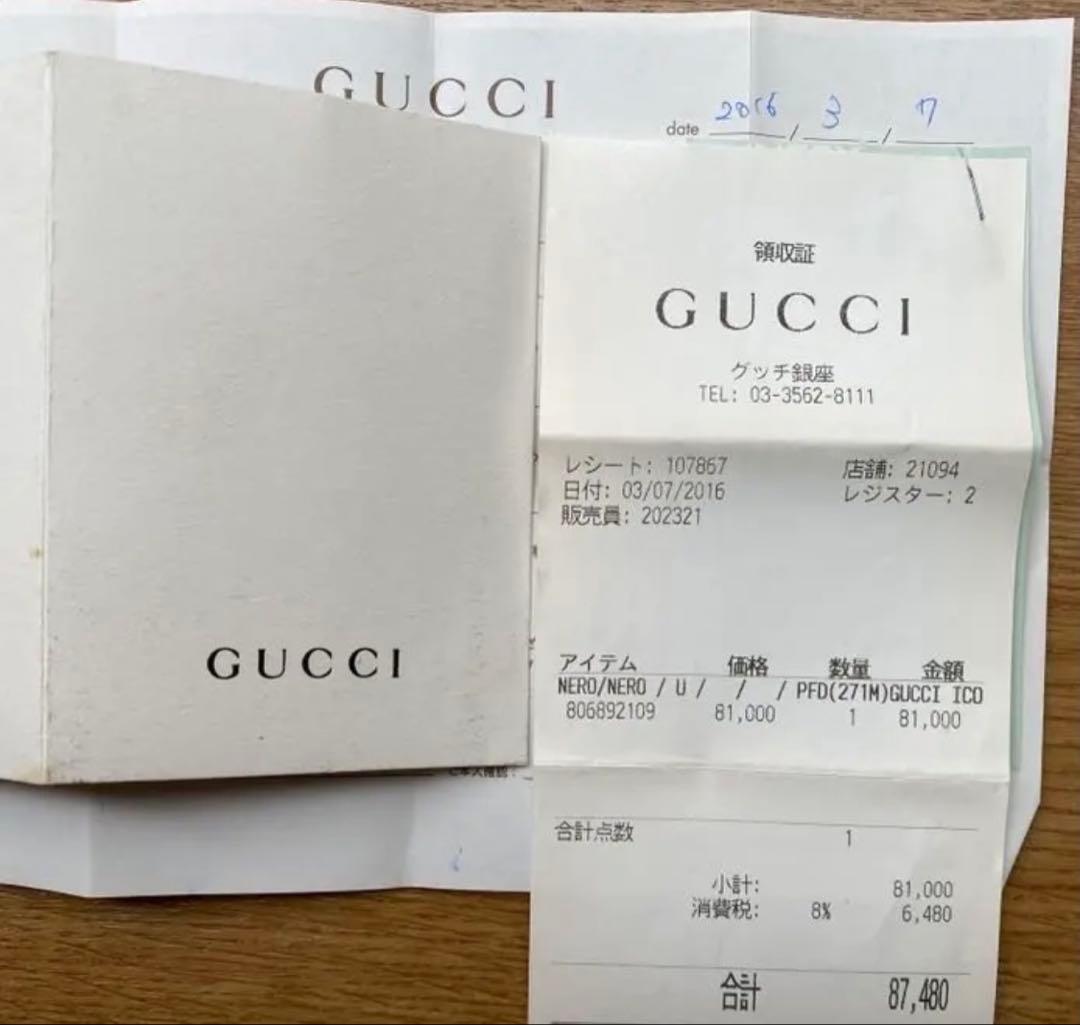 GUCCI
date 2016 / 3 / 7
領収証
GUCCI
グッチ銀座
TEL: 03-3562-8111
レシート: 107867 店舗: 21094
日付: 03/07/2016 レジスター: 2
販売員: 202321
アイテム 価格 数量 金額
NERO/NERO / U / / / PFD(271M)GUCCI ICO
806892109 81,000 1 81,000
合計点数 1
小計: 81,000
消費税: 8% 6,480
合計 87,480
GUCCI